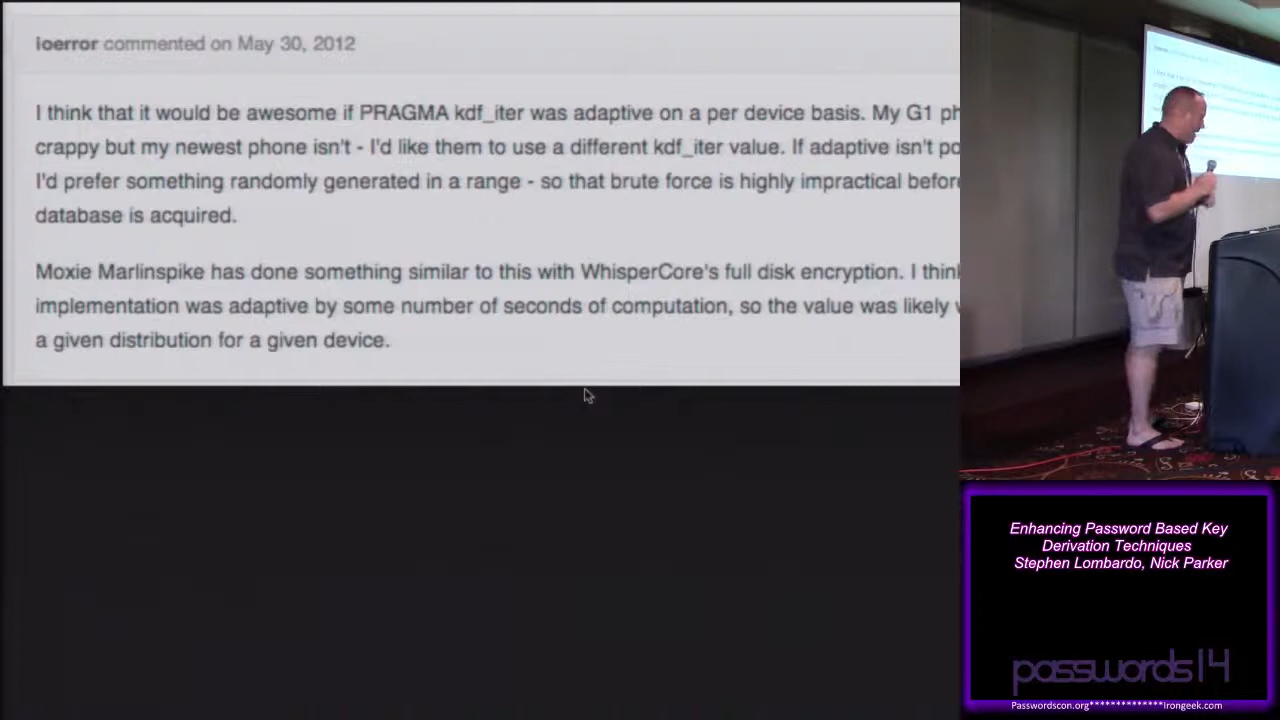 ioerror commented on May 30, 2012
I think that it would be awesome if PRAGMA kdf_iter was adaptive on a per device basis. My G1 ph
crappy but my newest phone isn't - I'd like them to use a different kdf_iter value. If adaptive isn't po
I'd prefer something randomly generated in a range - so that brute force is highly impractical before
database is acquired.
Moxie Marlinspike has done something similar to this with WhisperCore's full disk encryption. I think
implementation was adaptive by some number of seconds of computation, so the value was likely
a given distribution for a given device.
Enhancing Password Based Key
Derivation Techniques
Stephen Lombardo, Nick Parker
passwords14
Passwordscon.org**************Irongeek.com